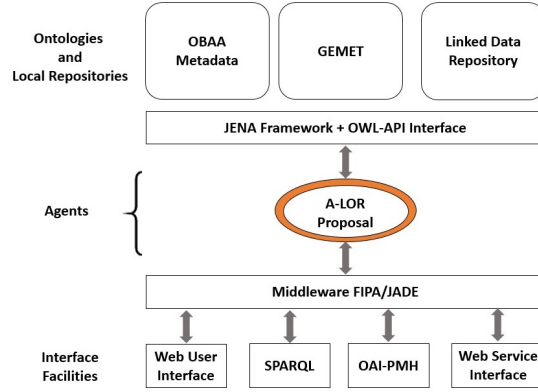 Ontologies
and
Local Repositories
OBAA
Metadata
GEMET
Linked Data
Repository
JENA Framework + OWL-API Interface
Agents
A-LOR
Proposal
Middleware FIPA/JADE
Interface
Facilities
Web User
Interface
SPARQL
OAI-PMH
Web Service
Interface